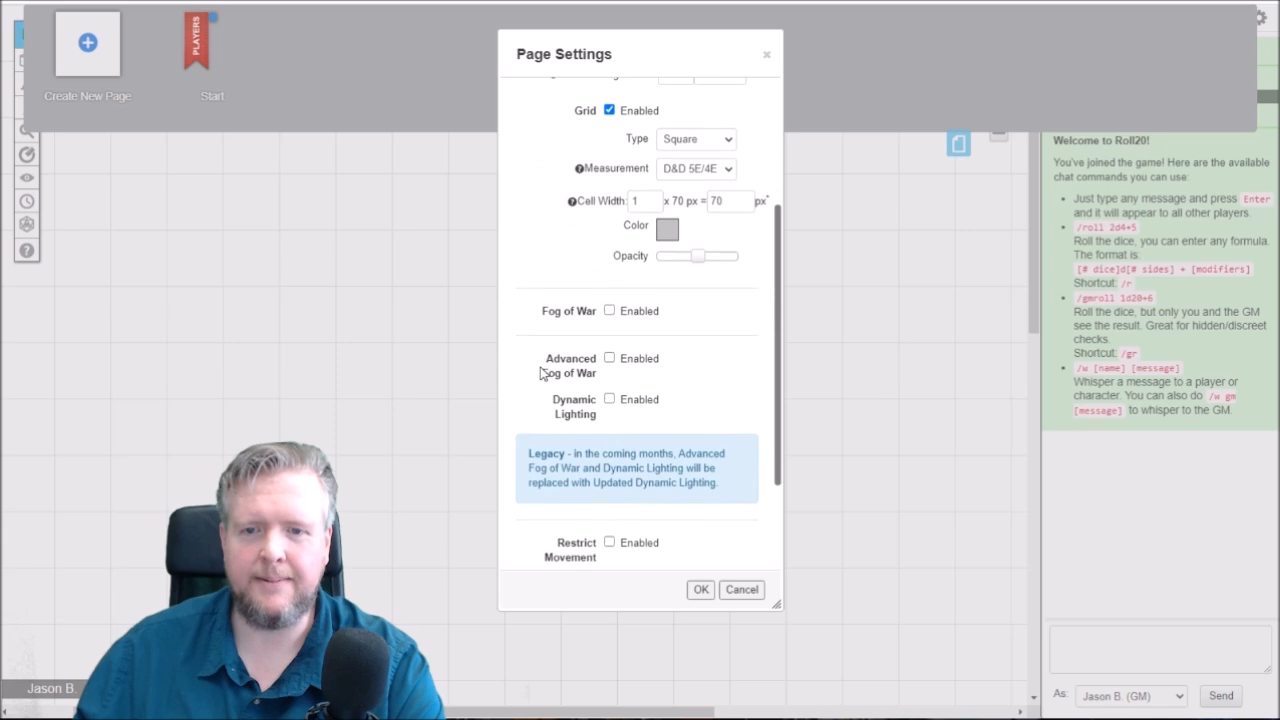 PLAYERS
Create New Page
Start
Page Settings
×
Grid Enabled
Type Square
Measurement D&D 5E/4E
Cell Width: 1 x 70 px = 70 px*
Color
Opacity
Fog of War Enabled
Advanced Enabled
Fog of War
Dynamic Enabled
Lighting
Legacy - in the coming months, Advanced
Fog of War and Dynamic Lighting will be
replaced with Updated Dynamic Lighting.
Restrict Enabled
Movement
OK Cancel
Welcome to Roll20!
You've joined the game! Here are the available
chat commands you can use:
Just type any message and press Enter
and it will appear to all other players.
/roll 2d4+5
Roll the dice, you can enter any formula.
The format is:
[# dice]d[# sides] + [modifiers]
Shortcut: /r
/gmroll 1d20+6
Roll the dice, but only you and the GM
see the result. Great for hidden/discreet
checks.
Shortcut: /gr
/w [name] [message]
Whisper a message to a player or
character. You can also do /w gm
[message] to whisper to the GM.
As: Jason B. (GM) Send
Jason B.